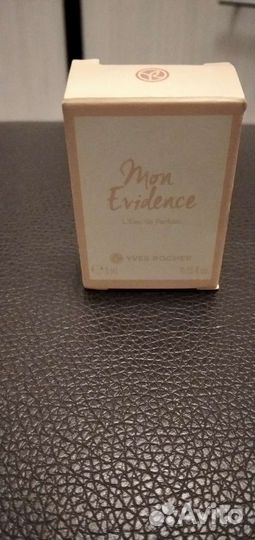 Mon
Evidence
L'Eau de Parfum
YVES ROCHER
Avito